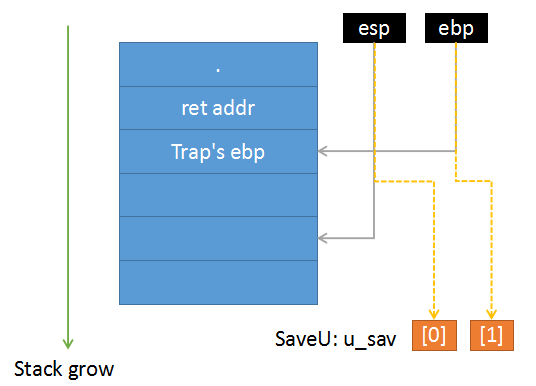 esp ebp
.
ret addr
Trap's ebp
SaveU: u_sav [0] [1]
Stack grow